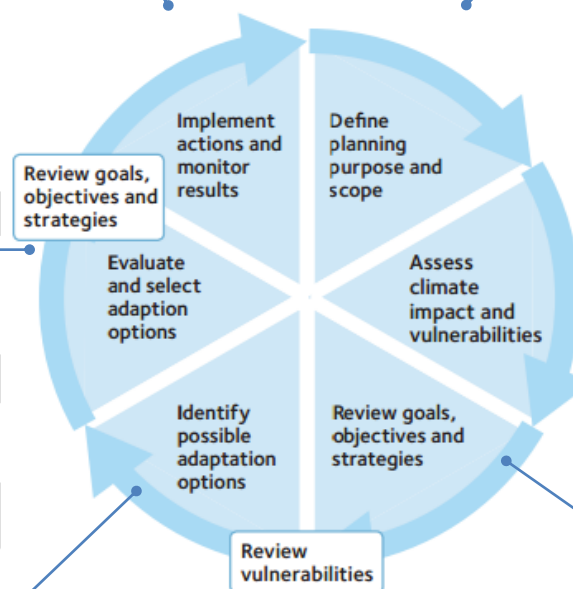 Implement
actions and
monitor
results
Define
planning
purpose and
scope
Review goals,
objectives and
strategies
Evaluate
and select
adaption
options
Assess
climate
impact and
vulnerabilities
Identify
possible
adaptation
options
Review goals,
objectives and
strategies
Review
vulnerabilities